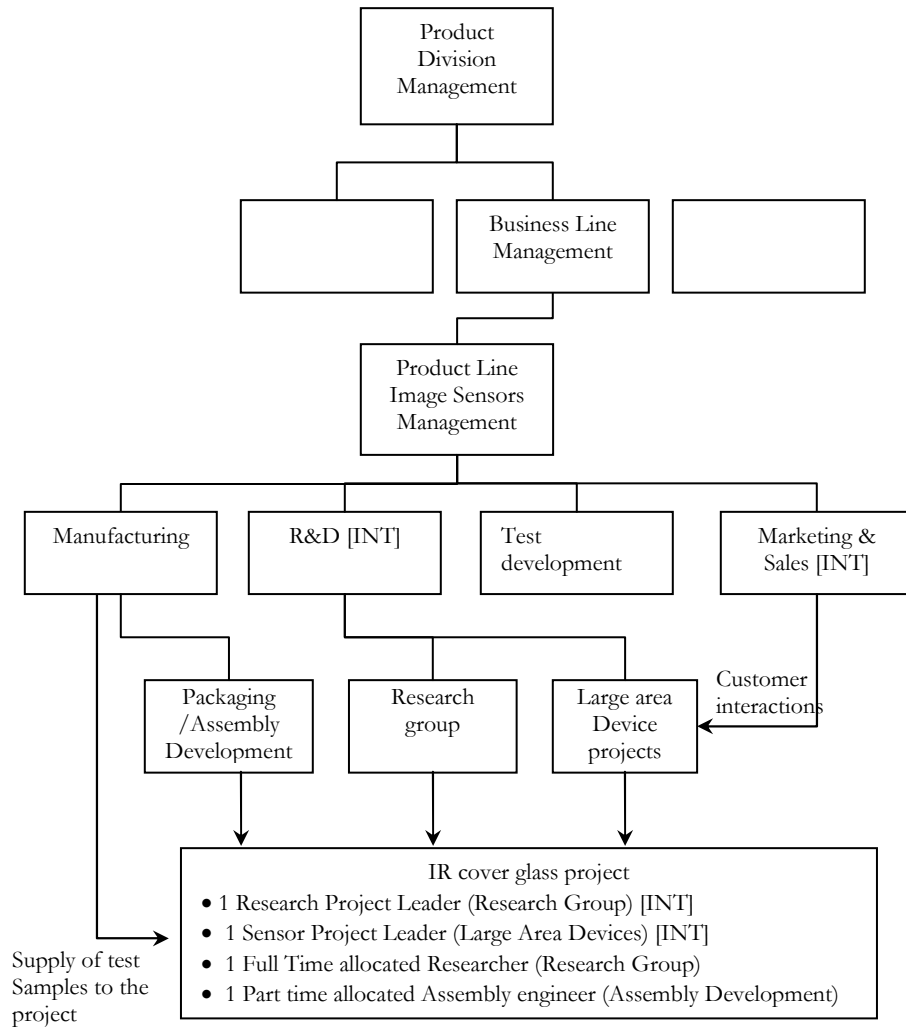 Product
Division
Management
Business Line
Management
Product Line
Image Sensors
Management
Manufacturing
R&D [INT]
Test
development
Marketing &
Sales [INT]
Packaging
/Assembly
Development
Research
group
Large area
Device
projects
Customer
interactions
IR cover glass project
• 1 Research Project Leader (Research Group) [INT]
• 1 Sensor Project Leader (Large Area Devices) [INT]
• 1 Full Time allocated Researcher (Research Group)
• 1 Part time allocated Assembly engineer (Assembly Development)
Supply of test
Samples to the
project